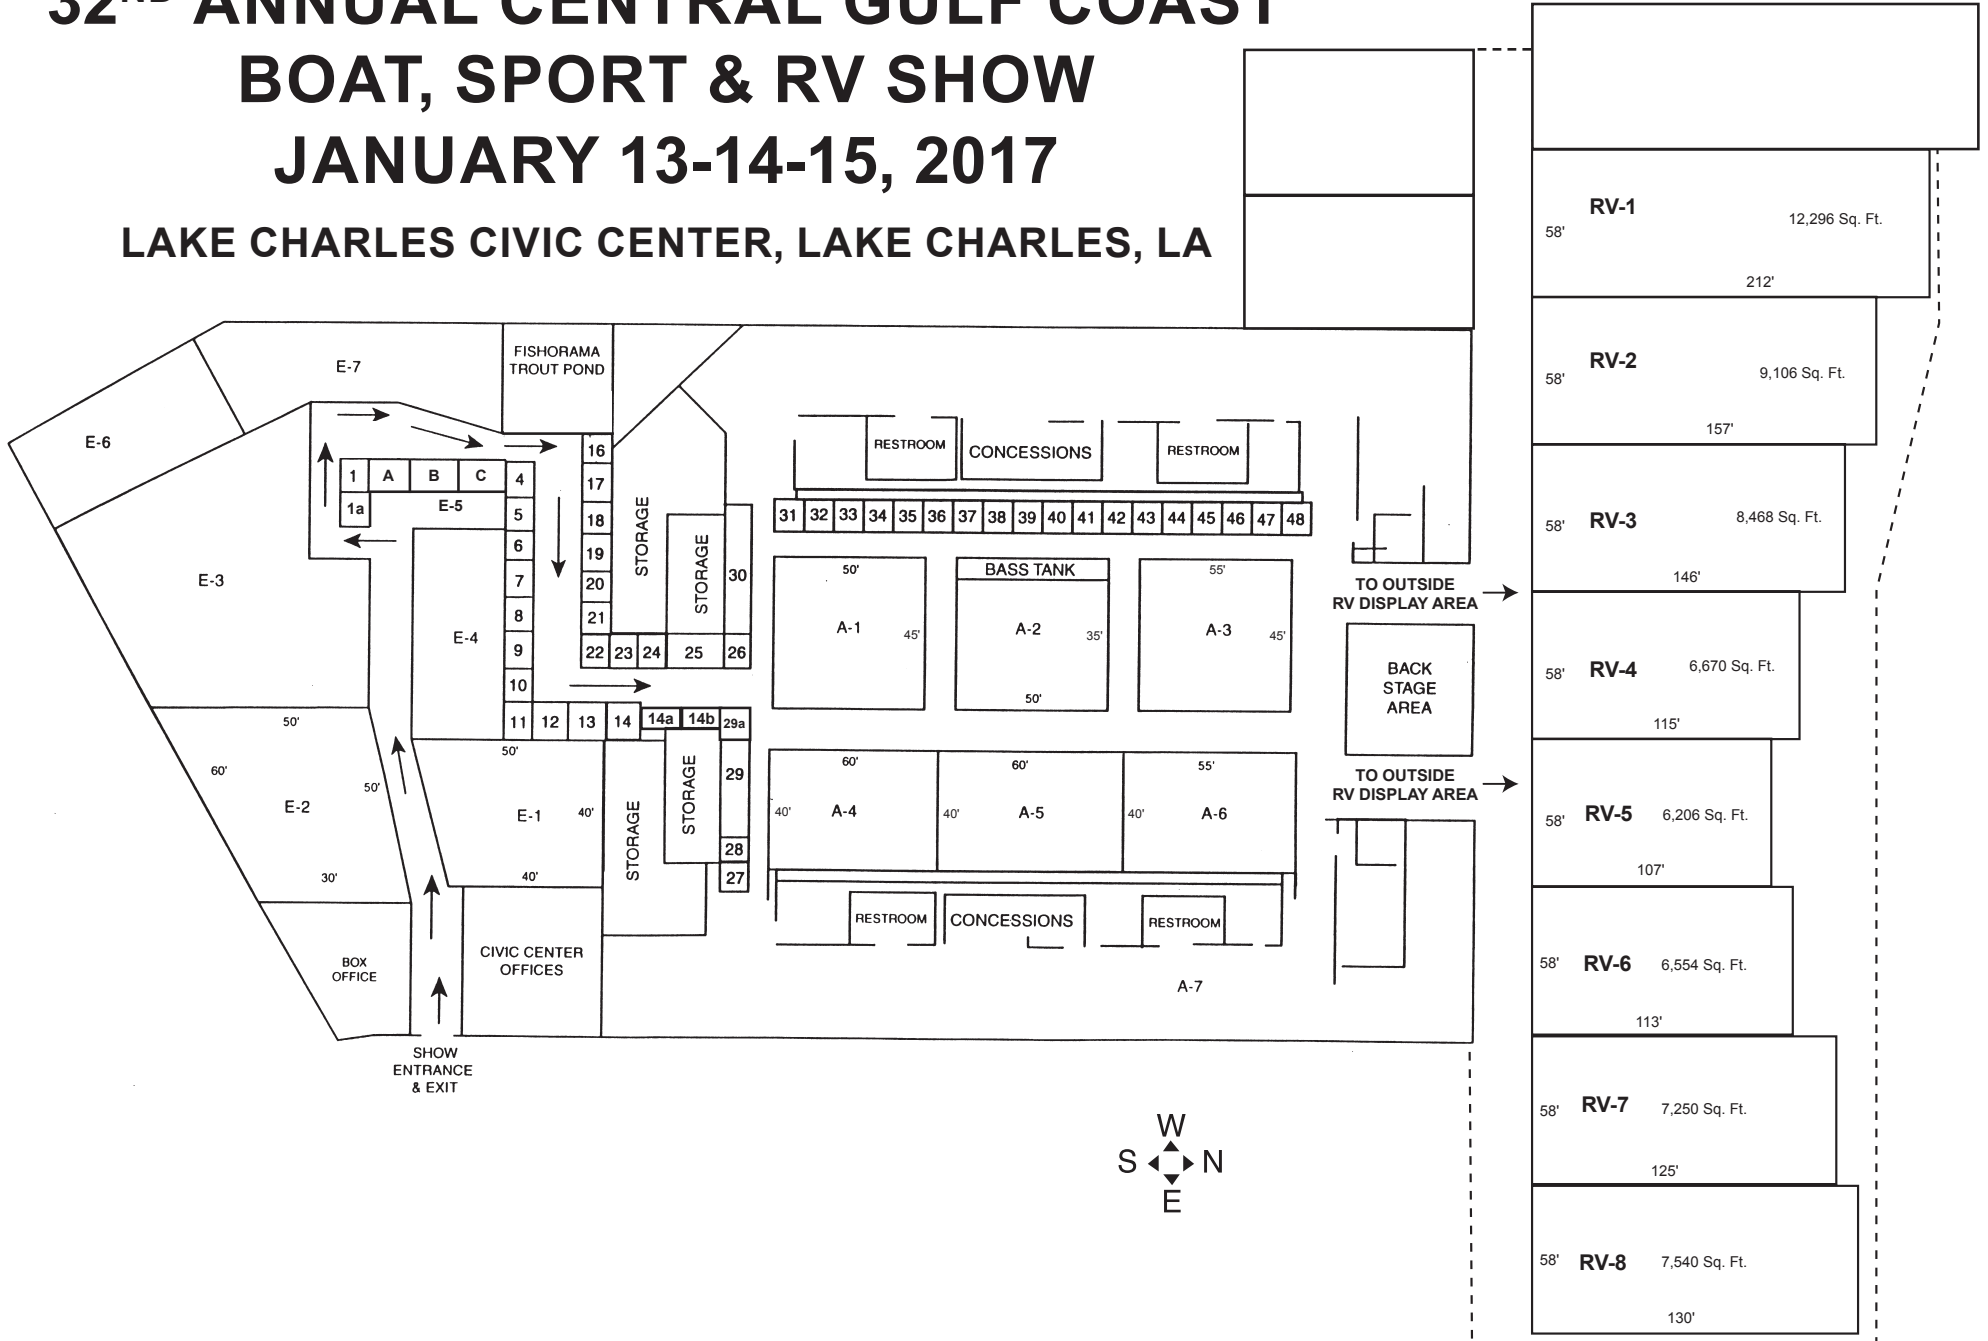 32ND ANNUAL CENTRAL GULF COAST
BOAT, SPORT & RV SHOW
JANUARY 13-14-15, 2017
LAKE CHARLES CIVIC CENTER, LAKE CHARLES, LA
RV-1
12,296 Sq. Ft.
58'
212'
RV-2
9,106 Sq. Ft.
58'
157'
RV-3
8,468 Sq. Ft.
58'
146'
RV-4
6,670 Sq. Ft.
58'
115'
RV-5
6,206 Sq. Ft.
58'
107'
RV-6
6,554 Sq. Ft.
58'
113'
RV-7
7,250 Sq. Ft.
58'
125'
RV-8
7,540 Sq. Ft.
58'
130'
E-7
FISHORAMA
TROUT POND
E-6
1 A B C 4
1a
E-5
5
6
7
8
9
10
11 12 13 14 14a 14b 29a
16
17
18
19
20
21
22 23 24 25 26
STORAGE
STORAGE
30
E-3
E-4
50'
60'
50'
E-2
30'
50'
E-1
40'
40'
STORAGE
STORAGE
29
28
27
BOX
OFFICE
CIVIC CENTER
OFFICES
SHOW
ENTRANCE
& EXIT
RESTROOM
CONCESSIONS
RESTROOM
31 32 33 34 35 36 37 38 39 40 41 42 43 44 45 46 47 48
50'
A-1
45'
BASS TANK
A-2
35'
50'
55'
A-3
45'
TO OUTSIDE
RV DISPLAY AREA
BACK
STAGE
AREA
TO OUTSIDE
RV DISPLAY AREA
60'
40'
A-4
60'
40'
A-5
55'
40'
A-6
RESTROOM
CONCESSIONS
RESTROOM
A-7
W
S N
E